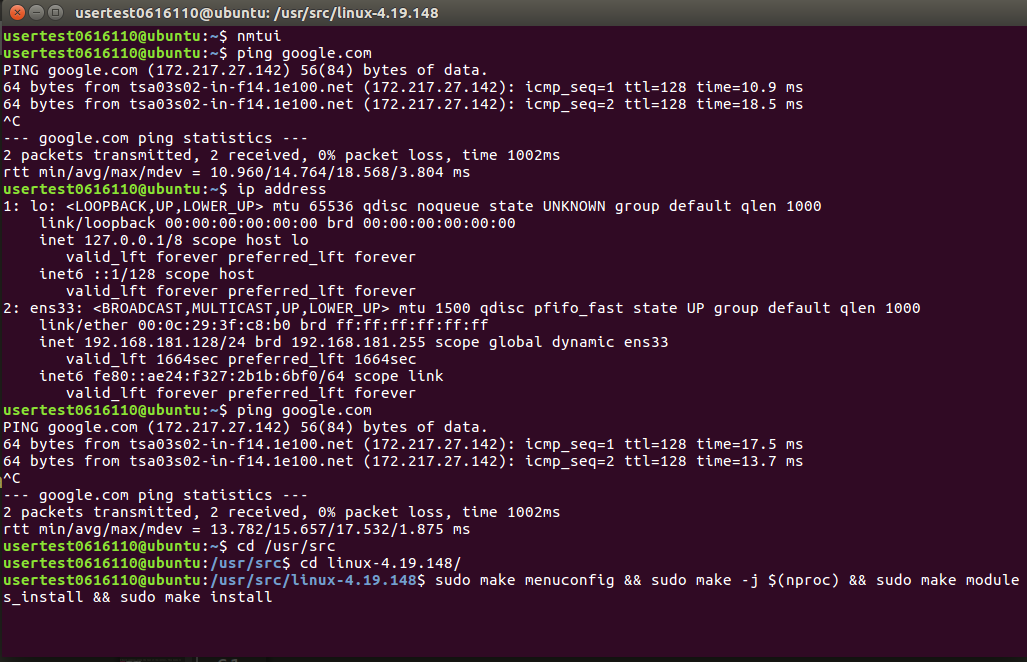 usertest0616110@ubuntu: /usr/src/linux-4.19.148
usertest0616110@ubuntu:~$ nmtui
usertest0616110@ubuntu:~$ ping google.com
PING google.com (172.217.27.142) 56(84) bytes of data.
64 bytes from tsa03s02-in-f14.1e100.net (172.217.27.142): icmp_seq=1 ttl=128 time=10.9 ms
64 bytes from tsa03s02-in-f14.1e100.net (172.217.27.142): icmp_seq=2 ttl=128 time=18.5 ms
^C
--- google.com ping statistics ---
2 packets transmitted, 2 received, 0% packet loss, time 1002ms
rtt min/avg/max/mdev = 10.960/14.764/18.568/3.804 ms
usertest0616110@ubuntu:~$ ip address
1: lo: <LOOPBACK,UP,LOWER_UP> mtu 65536 qdisc noqueue state UNKNOWN group default qlen 1000
    link/loopback 00:00:00:00:00:00 brd 00:00:00:00:00:00
    inet 127.0.0.1/8 scope host lo
       valid_lft forever preferred_lft forever
    inet6 ::1/128 scope host
       valid_lft forever preferred_lft forever
2: ens33: <BROADCAST,MULTICAST,UP,LOWER_UP> mtu 1500 qdisc pfifo_fast state UP group default qlen 1000
    link/ether 00:0c:29:3f:c8:b0 brd ff:ff:ff:ff:ff:ff
    inet 192.168.181.128/24 brd 192.168.181.255 scope global dynamic ens33
       valid_lft 1664sec preferred_lft 1664sec
    inet6 fe80::ae24:f327:2b1b:6bf0/64 scope link
       valid_lft forever preferred_lft forever
usertest0616110@ubuntu:~$ ping google.com
PING google.com (172.217.27.142) 56(84) bytes of data.
64 bytes from tsa03s02-in-f14.1e100.net (172.217.27.142): icmp_seq=1 ttl=128 time=17.5 ms
64 bytes from tsa03s02-in-f14.1e100.net (172.217.27.142): icmp_seq=2 ttl=128 time=13.7 ms
^C
--- google.com ping statistics ---
2 packets transmitted, 2 received, 0% packet loss, time 1002ms
rtt min/avg/max/mdev = 13.782/15.657/17.532/1.875 ms
usertest0616110@ubuntu:~$ cd /usr/src
usertest0616110@ubuntu:/usr/src$ cd linux-4.19.148/
usertest0616110@ubuntu:/usr/src/linux-4.19.148$ sudo make menuconfig && sudo make -j $(nproc) && sudo make module
s_install && sudo make install